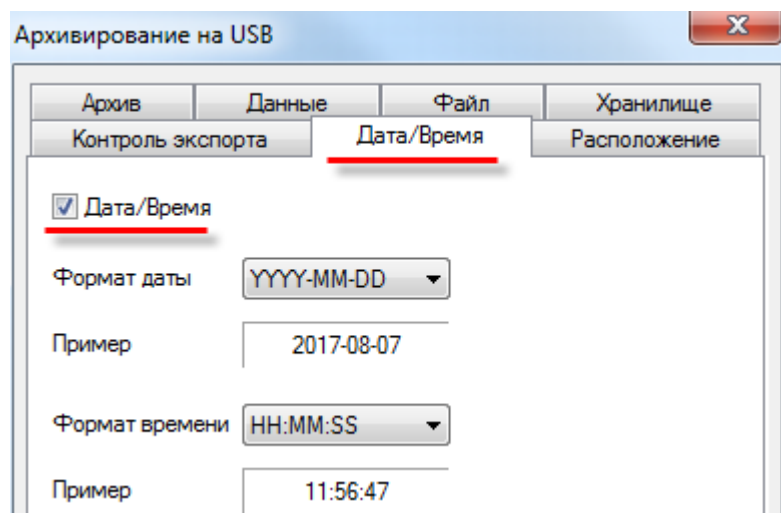 Архивирование на USB
Архив Данные Файл Хранилище
Контроль экспорта Дата/Время Расположение
Дата/Время
Формат даты YYYY-MM-DD
Пример 2017-08-07
Формат времени HH:MM:SS
Пример 11:56:47